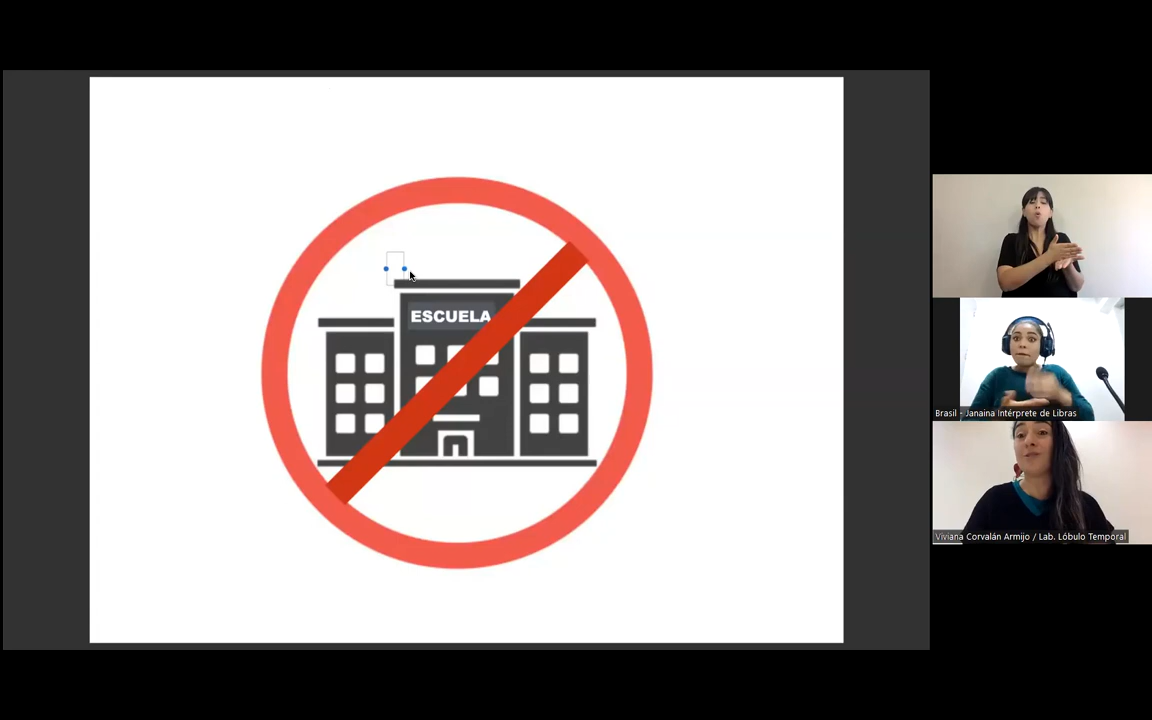 ESCUELA
Brasil - Janaina Intérprete de Libras
Viviana Corvalán Armijo / Lab. Lóbulo Temporal